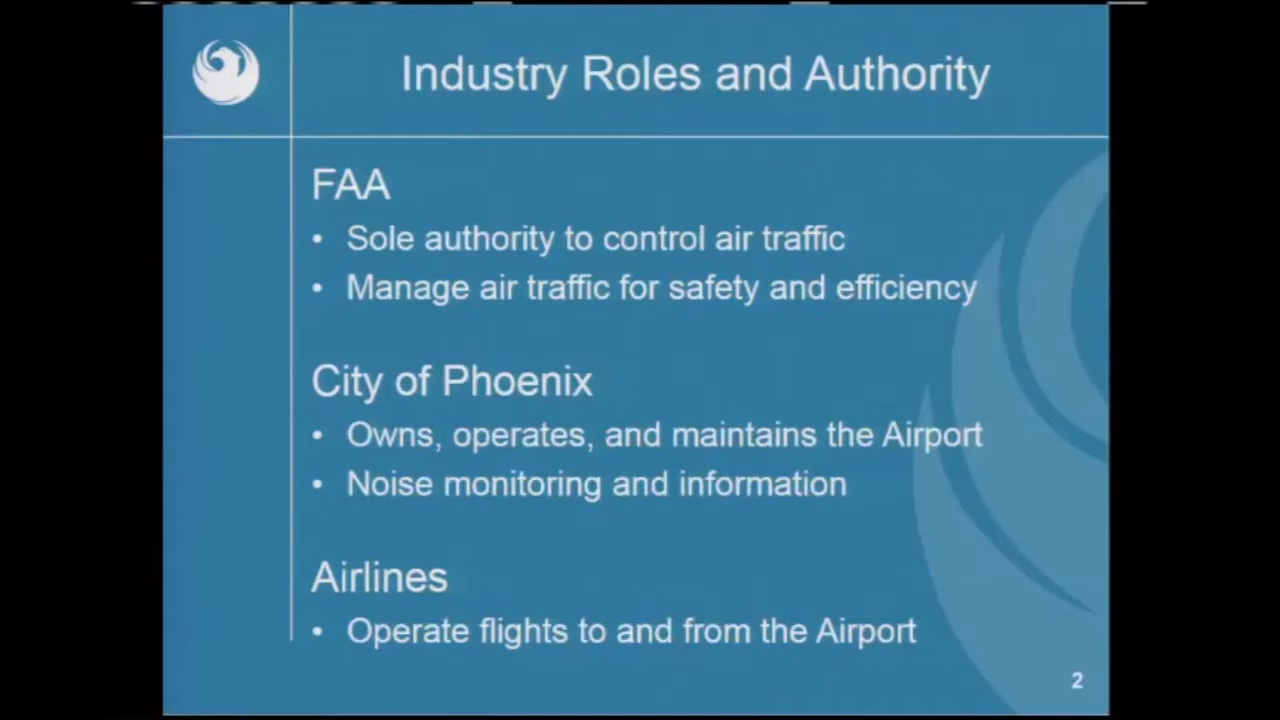 Industry Roles and Authority
FAA
• Sole authority to control air traffic
• Manage air traffic for safety and efficiency
City of Phoenix
• Owns, operates, and maintains the Airport
• Noise monitoring and information
Airlines
• Operate flights to and from the Airport
2